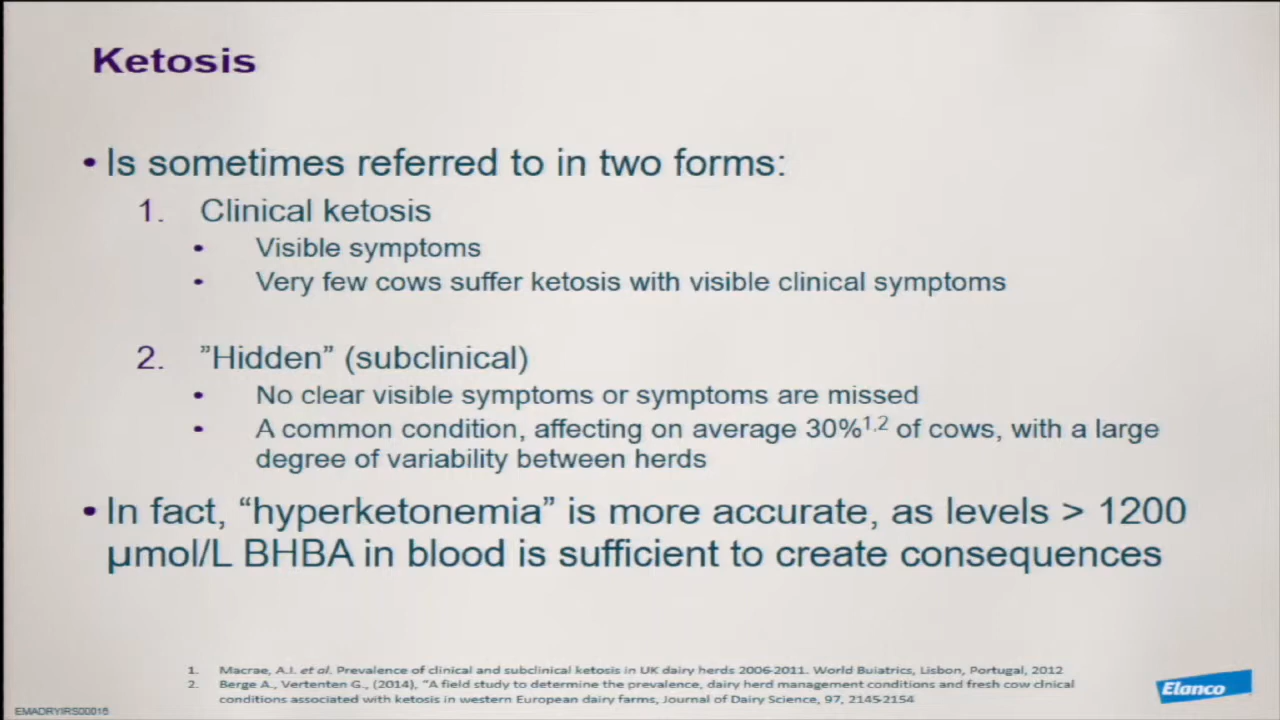 Ketosis
• Is sometimes referred to in two forms:
1. Clinical ketosis
• Visible symptoms
• Very few cows suffer ketosis with visible clinical symptoms
2. ”Hidden” (subclinical)
• No clear visible symptoms or symptoms are missed
• A common condition, affecting on average 30%1,2 of cows, with a large
degree of variability between herds
• In fact, “hyperketonemia” is more accurate, as levels > 1200
µmol/L BHBA in blood is sufficient to create consequences
1. Macrae, A.I. et al. Prevalence of clinical and subclinical ketosis in UK dairy herds 2006-2011. World Buiatrics, Lisbon, Portugal, 2012
2. Berge A., Vertenten G., (2014), “A field study to determine the prevalence, dairy herd management conditions and fresh cow clnical
conditions associated with ketosis in western European dairy farms, Journal of Dairy Science, 97, 2145-2154
Elanco
EMADRYIRS00016